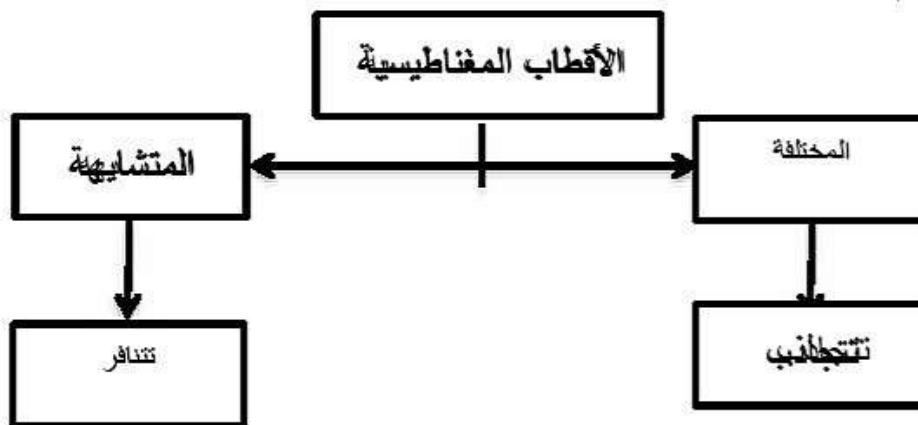 الأقطاب المغناطيسية
المختلفة
المتشابهة
تتجاذب
تتنافر